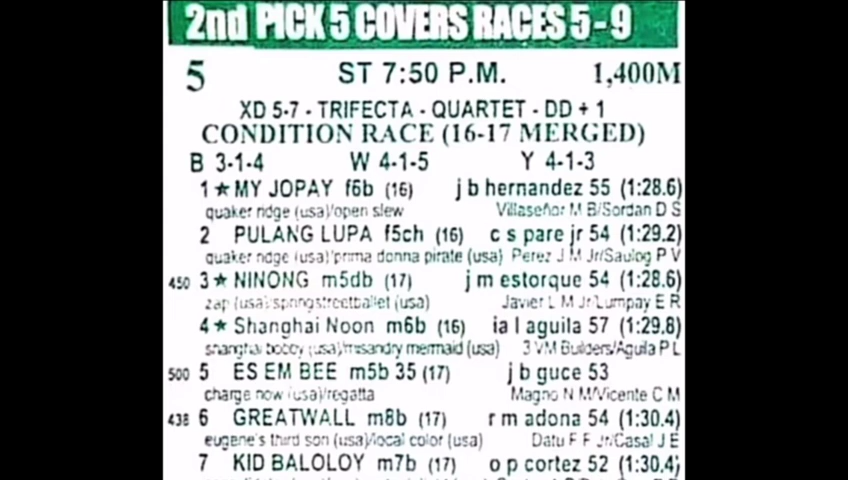 2nd PICK 5 COVERS RACES 5 - 9
5 ST 7:50 P.M. 1,400M
XD 5-7 - TRIFECTA - QUARTET - DD + 1
CONDITION RACE (16-17 MERGED)
B 3-1-4 W 4-1-5 Y 4-1-3
1 ★ MY JOPAY f6b (16) j b hernandez 55 (1:28.6)
quaker ridge (usa)/open slew Villaseñor M B/Sordan D S
2 PULANG LUPA f5ch (16) c s pare jr 54 (1:29.2)
quaker ridge (usa)/prima donna pirate (usa) Perez J M Jr/Saulog P V
450 3 ★ NINONG m5db (17) j m estorque 54 (1:28.6)
zap (usa)/springstreetballet (usa) Javier L M Jr/Lumpay E R
4 ★ Shanghai Noon m6b (16) ia l aguila 57 (1:29.8)
shanghai bobby (usa)/misandry mermaid (usa) 3 VM Builders/Aguila P L
500 5 ES EM BEE m5b 35 (17) j b guce 53
charge now (usa)/regatta Magno N M/Vicente C M
438 6 GREATWALL m8b (17) r m adona 54 (1:30.4)
eugene's third son (usa)/local color (usa) Datu F F Jr/Casal J E
7 KID BALOLOY m7b (17) o p cortez 52 (1:30.4)